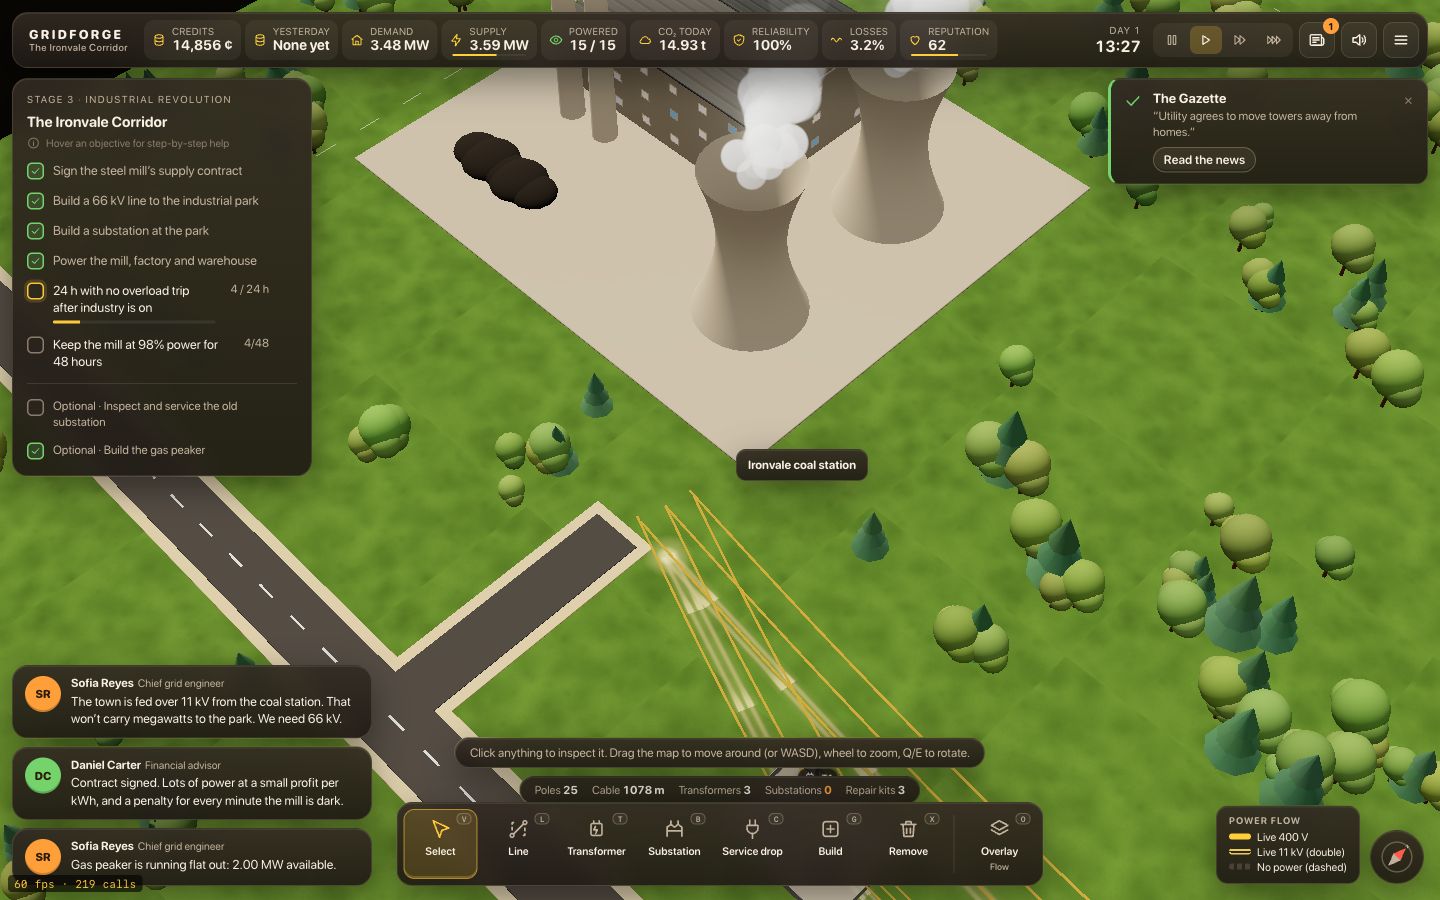 GRIDFORGE
The Ironvale Corridor
CREDITS
14,856 ¢
YESTERDAY
None yet
DEMAND
3.48 MW
SUPPLY
3.59 MW
POWERED
15 / 15
CO₂ TODAY
14.93 t
RELIABILITY
100%
LOSSES
3.2%
REPUTATION
62
DAY 1
13:27
1
STAGE 3 · INDUSTRIAL REVOLUTION
The Ironvale Corridor
Hover an objective for step-by-step help
Sign the steel mill's supply contract
Build a 66 kV line to the industrial park
Build a substation at the park
Power the mill, factory and warehouse
24 h with no overload trip 4 / 24 h
after industry is on
Keep the mill at 98% power for 4/48
48 hours
Optional · Inspect and service the old
substation
Optional · Build the gas peaker
The Gazette
×
“Utility agrees to move towers away from
homes.”
Read the news
Ironvale coal station
SR
Sofia Reyes Chief grid engineer
The town is fed over 11 kV from the coal station. That
won’t carry megawatts to the park. We need 66 kV.
DC
Daniel Carter Financial advisor
Contract signed. Lots of power at a small profit per
kWh, and a penalty for every minute the mill is dark.
SR
Sofia Reyes Chief grid engineer
Gas peaker is running flat out: 2.00 MW available.
60 fps · 219 calls
Click anything to inspect it. Drag the map to move around (or WASD), wheel to zoom, Q/E to rotate.
Poles 25 Cable 1078 m Transformers 3 Substations 0 Repair kits 3
V
Select
L
Line
T
Transformer
B
Substation
C
Service drop
G
Build
X
Remove
O
Overlay
Flow
POWER FLOW
Live 400 V
Live 11 kV (double)
No power (dashed)